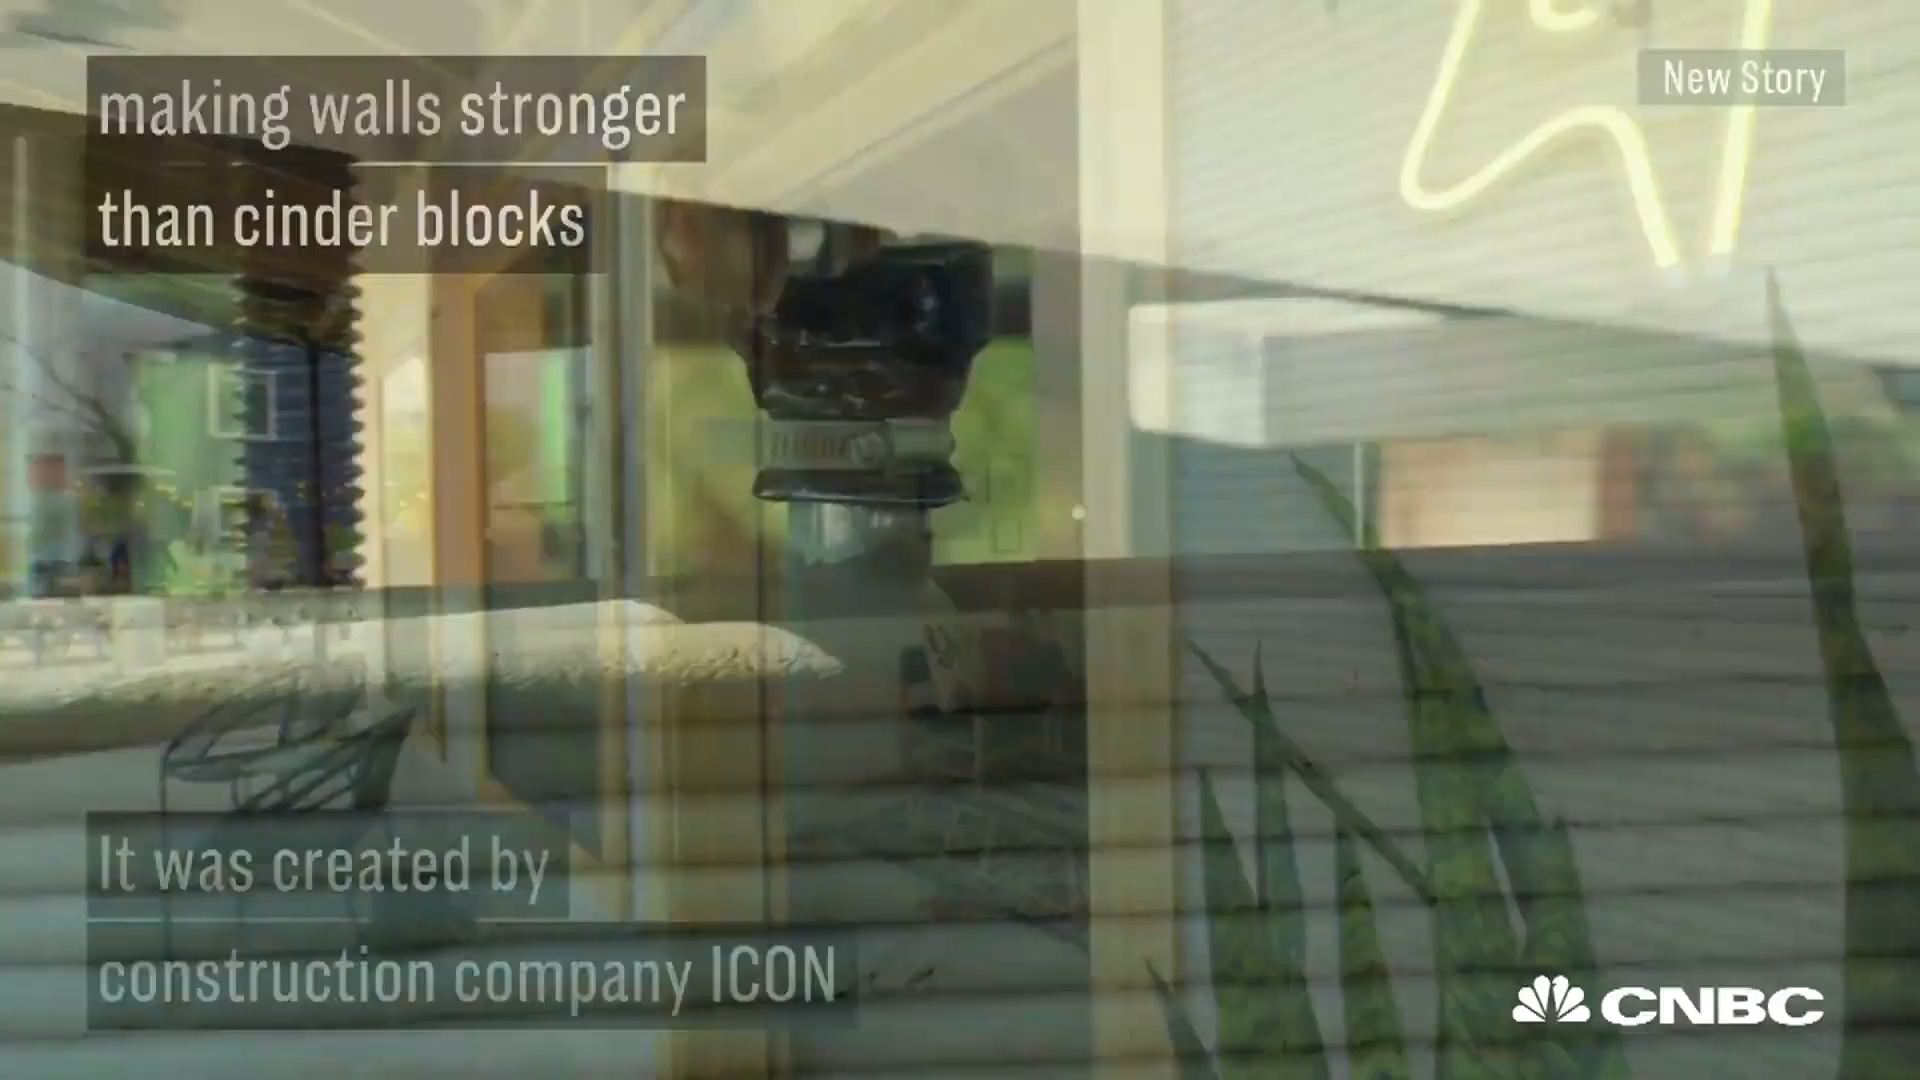 making walls stronger
than cinder blocks
New Story
It was created by
construction company ICON
CNBC